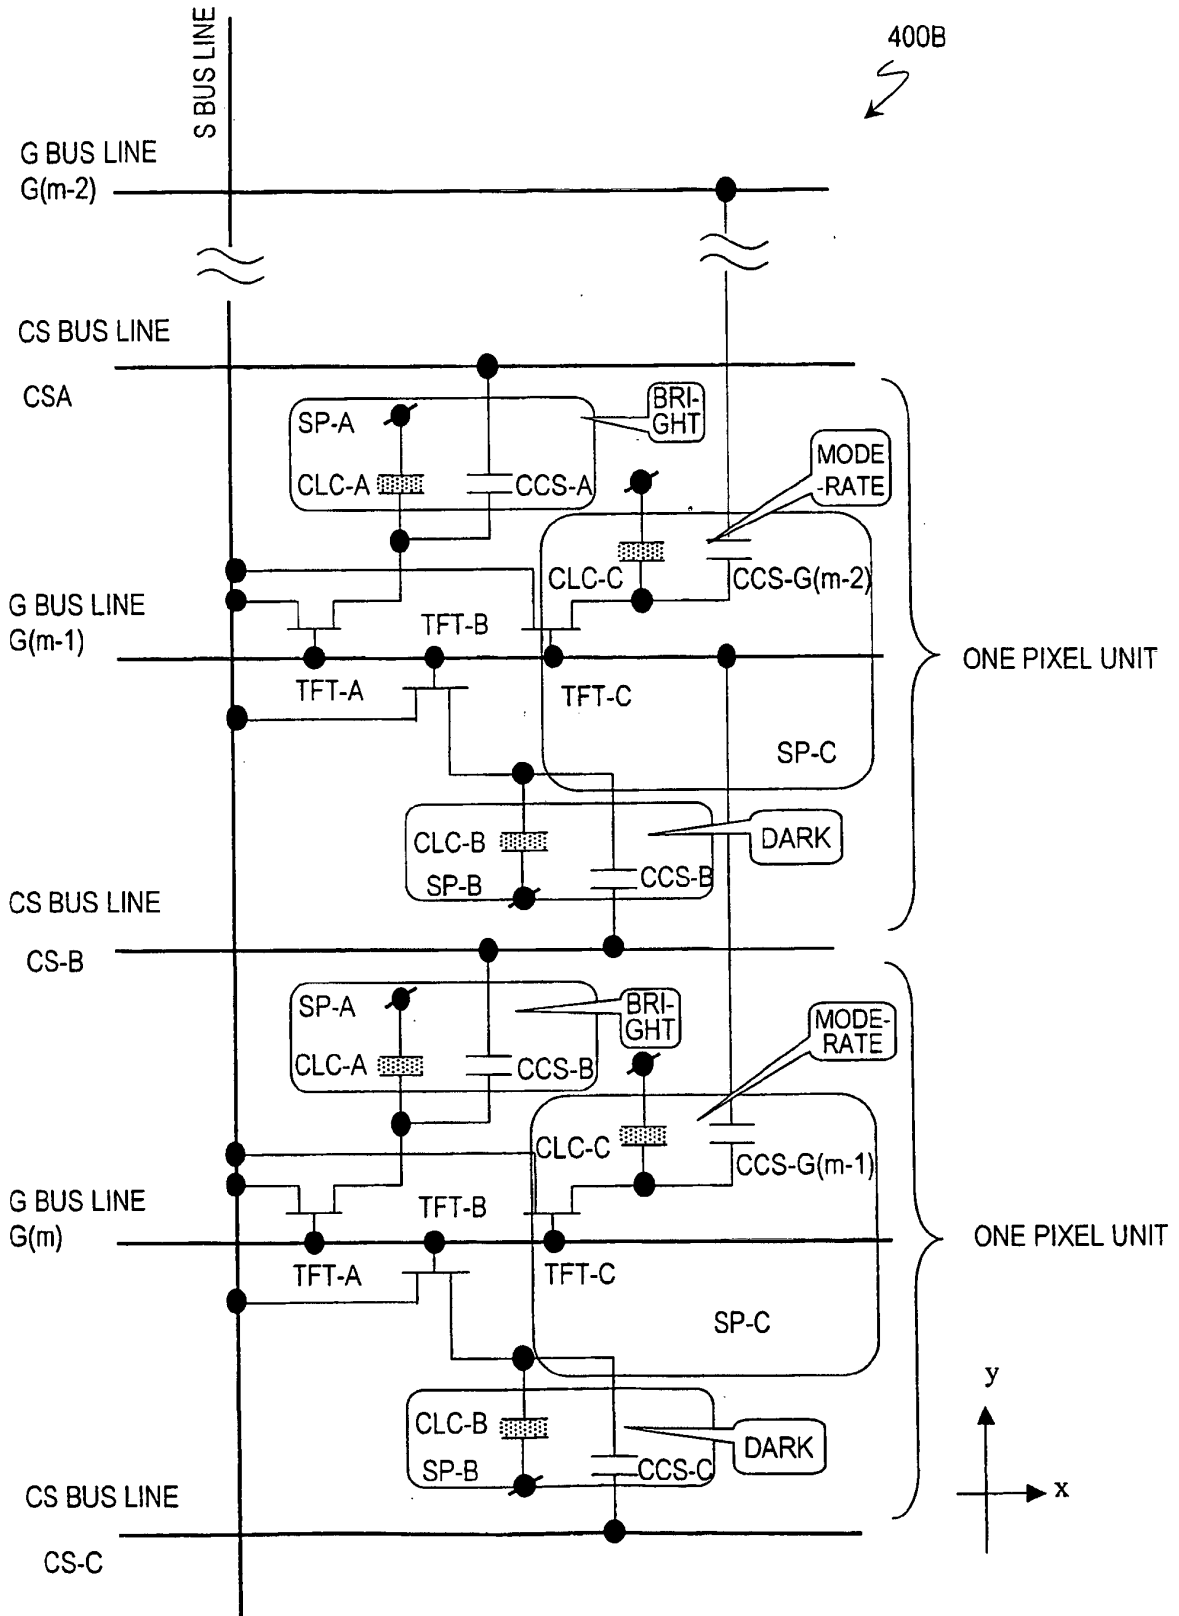 400B
S BUS LINE
G BUS LINE
G(m-2)
CS BUS LINE
CSA
SP-A
BRI-
GHT
CLC-A
CCS-A
MODE
-RATE
CLC-C
CCS-G(m-2)
G BUS LINE
G(m-1)
TFT-B
TFT-A
TFT-C
ONE PIXEL UNIT
SP-C
CLC-B
DARK
SP-B
CCS-B
CS BUS LINE
CS-B
SP-A
BRI-
GHT
MODE-
RATE
CLC-A
CCS-B
CLC-C
CCS-G(m-1)
G BUS LINE
G(m)
TFT-B
TFT-A
TFT-C
ONE PIXEL UNIT
SP-C
CLC-B
DARK
SP-B
CCS-C
y
x
CS BUS LINE
CS-C